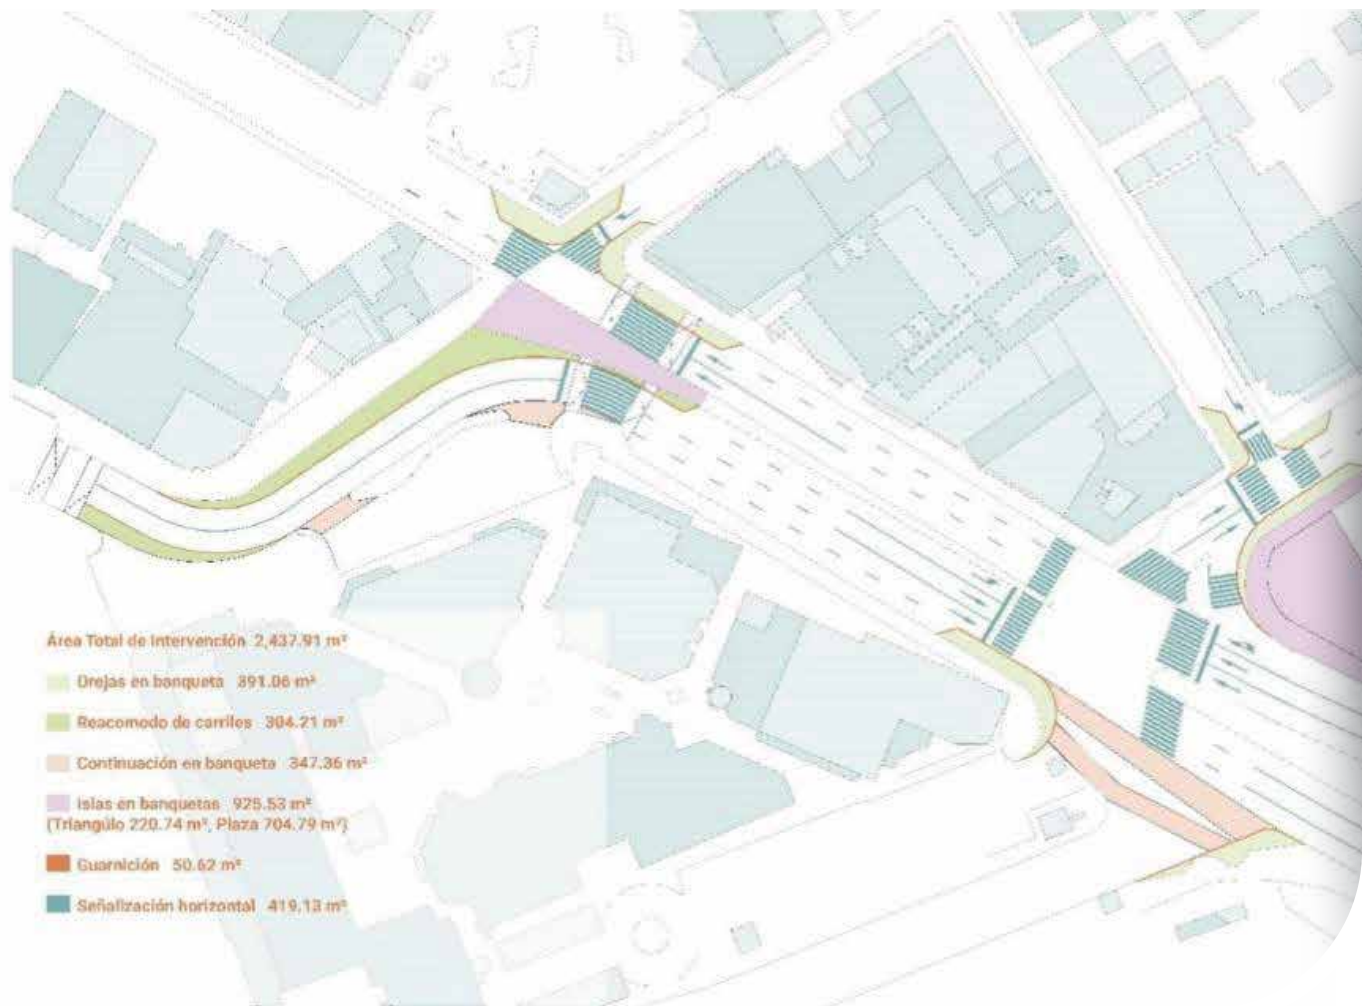 Área Total de Intervención 2,437.91 m²
Orejas en banqueta 391.06 m²
Reacomodo de carriles 304.21 m²
Continuación en banqueta 347.36 m²
Islas en banquetas 925.53 m²
(Triangúlo 220.74 m², Plaza 704.79 m²)
Guarnición 50.62 m²
Señalización horizontal 419.13 m²